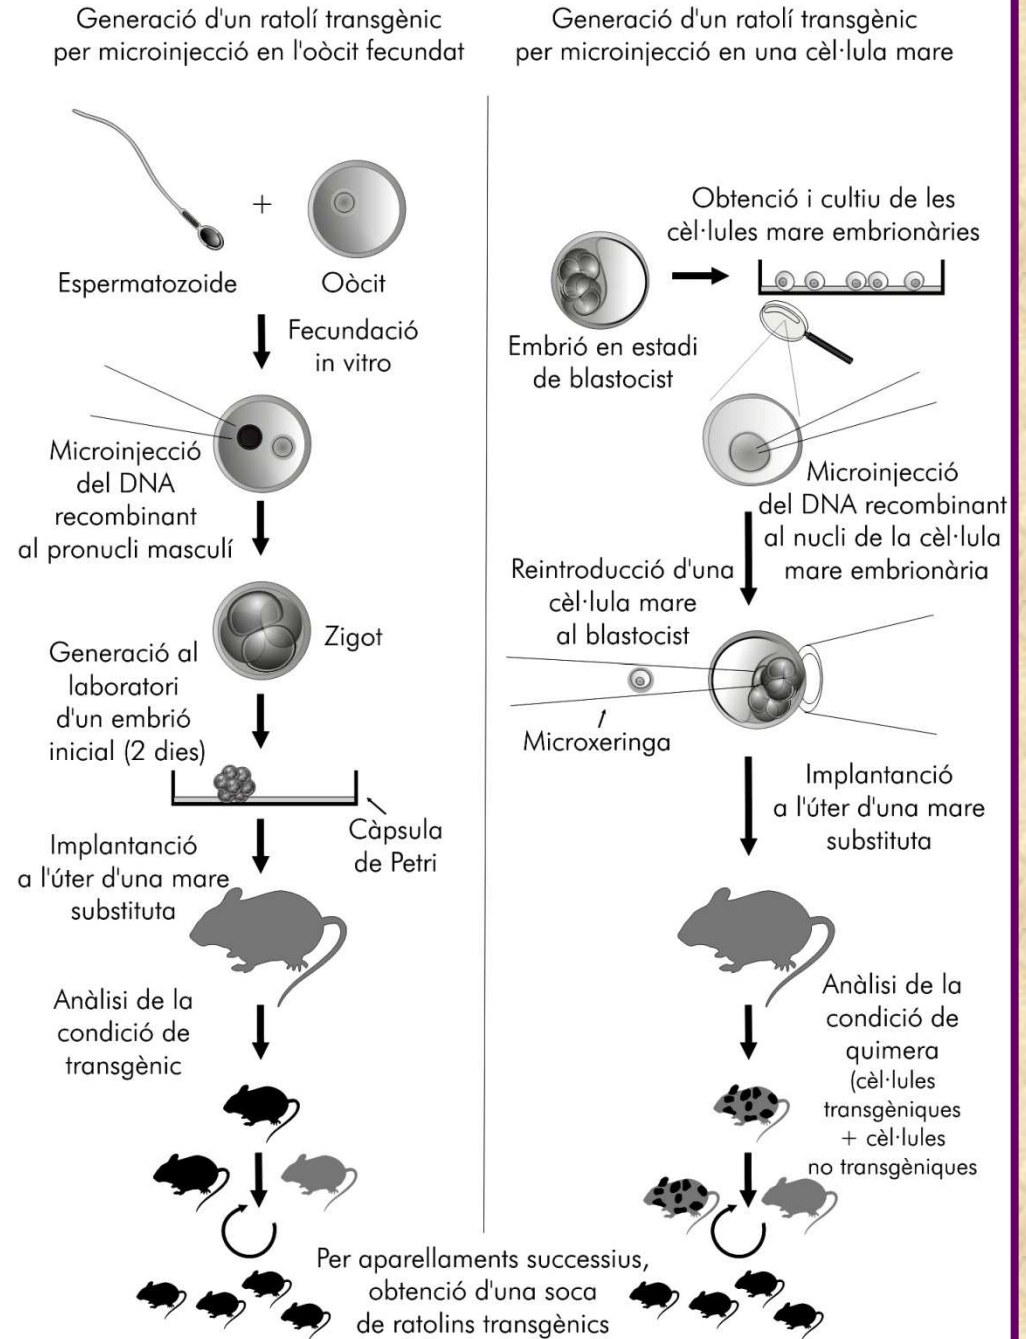 Generació d'un ratolí transgènic
per microinjecció en l'oòcit fecundat
Espermatozoide
+
Oòcit
Fecundació
in vitro
Microinjecció
del DNA
recombinant
al pronucli masculí
Zigot
Generació al
laboratori
d'un embrió
inicial (2 dies)
Càpsula
de Petri
Implantanció
a l'úter d'una mare
substituta
Anàlisi de la
condició de
transgènic
Generació d'un ratolí transgènic
per microinjecció en una cèl·lula mare
Obtenció i cultiu de les
cèl·lules mare embrionàries
Embrió en estadi
de blastocist
Microinjecció
del DNA recombinant
al nucli de la cèl·lula
mare embrionària
Reintroducció d'una
cèl·lula mare
al blastocist
Microxeringa
Implantanció
a l'úter d'una mare
substituta
Anàlisi de la
condició de
quimera
(cèl·lules
transgèniques
+ cèl·lules
no transgèniques
Per aparellaments successius,
obtenció d'una soca
de ratolins transgènics